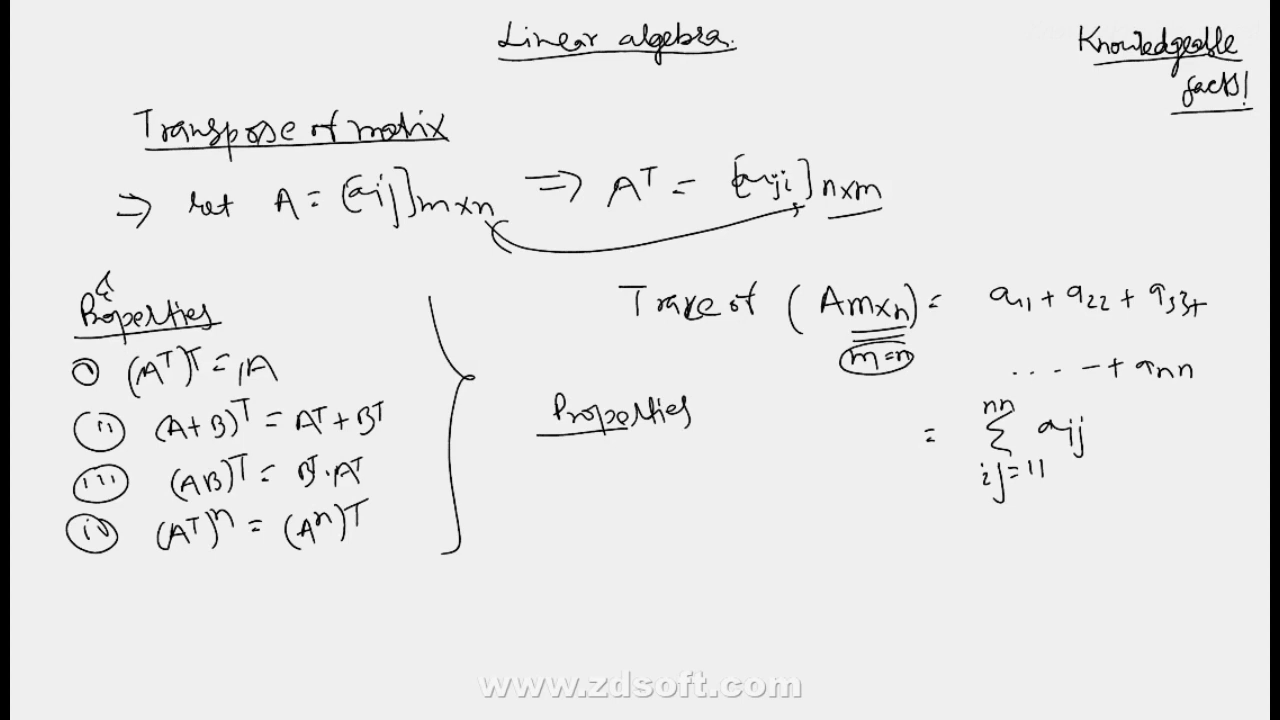 Linear algebra.
Knowledgeable
facts!
Transpose of matrix
⇒ let A = [aij]m×n ⇒ A^T = [aji]n×m
Properties
(i) (A^T)^T = A
(ii) (A+B)^T = A^T + B^T
(iii) (AB)^T = B^T · A^T
(iv) (A^T)^n = (A^n)^T
Trace of (Am×n) = a11 + a22 + a33 +
m=n
.... - + ann
= nn Σ ij=11 aij
Properties
www.zdsoft.com